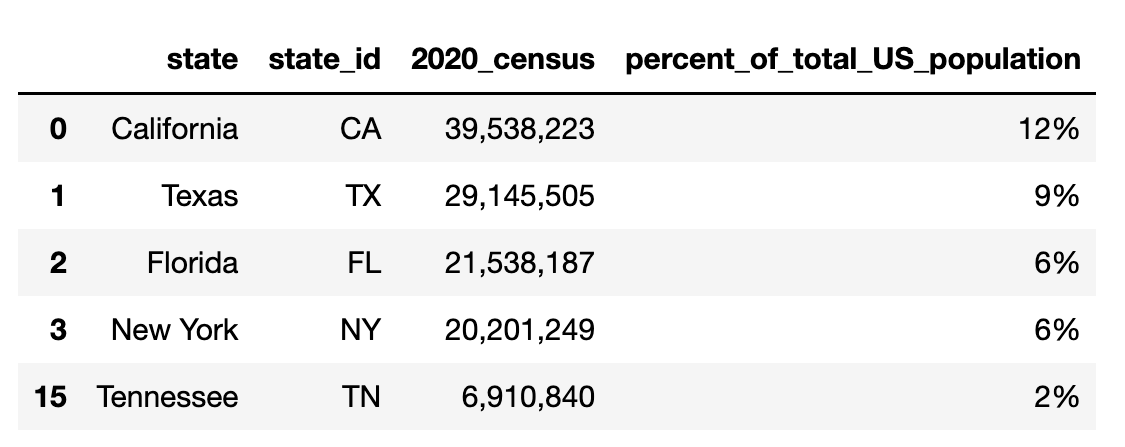 state state_id 2020_census percent_of_total_US_population
0 California CA 39,538,223 12%
1 Texas TX 29,145,505 9%
2 Florida FL 21,538,187 6%
3 New York NY 20,201,249 6%
15 Tennessee TN 6,910,840 2%